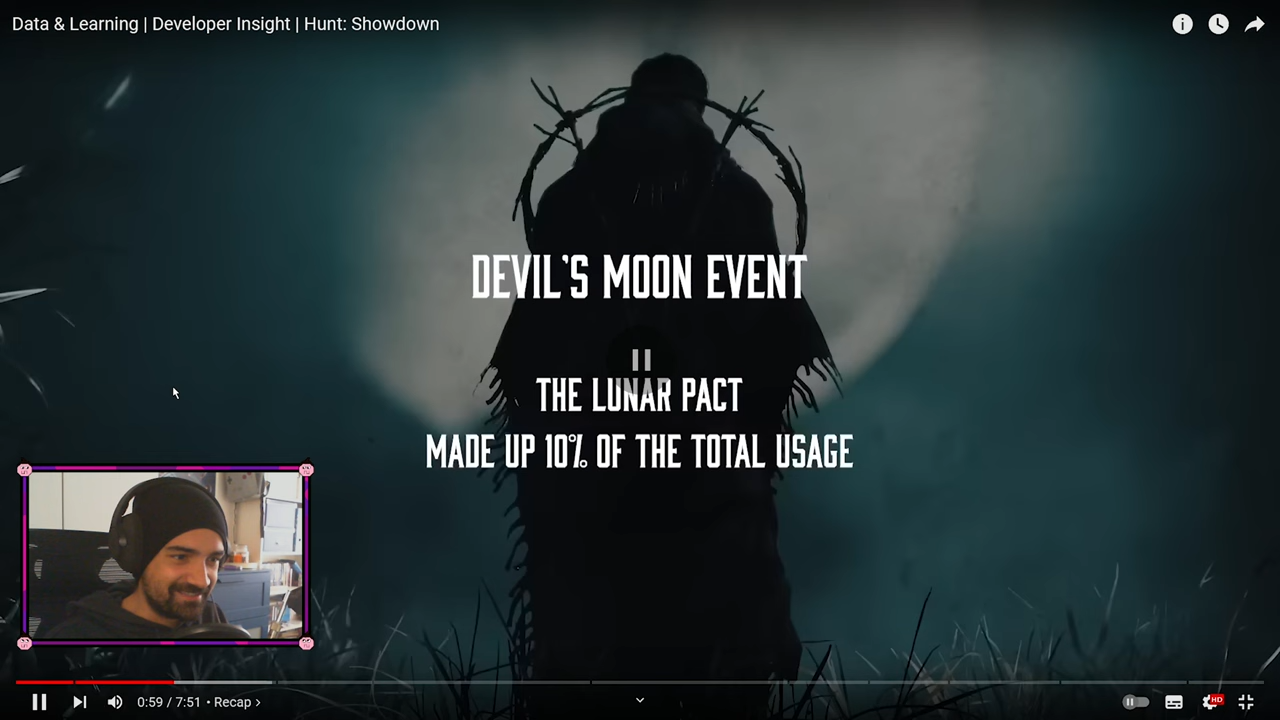 Data & Learning | Developer Insight | Hunt: Showdown
DEVIL'S MOON EVENT
THE LUNAR PACT
MADE UP 10% OF THE TOTAL USAGE
0:59 / 7:51 • Recap ›
HD